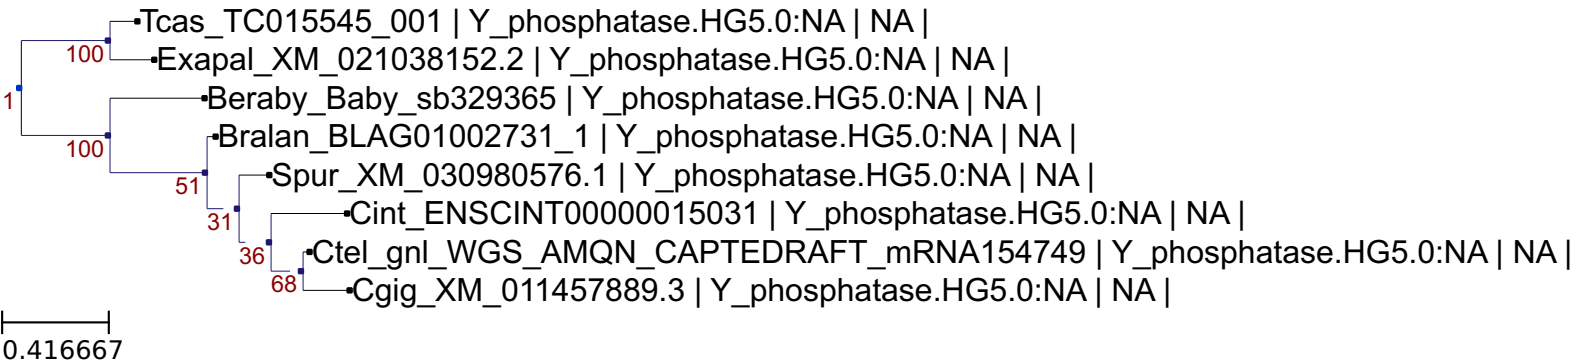 Tcas_TC015545_001 | Y_phosphatase.HG5.0:NA | NA |
100
Exapal_XM_021038152.2 | Y_phosphatase.HG5.0:NA | NA |
1
Beraby_Baby_sb329365 | Y_phosphatase.HG5.0:NA | NA |
100
Bralan_BLAG01002731_1 | Y_phosphatase.HG5.0:NA | NA |
51
Spur_XM_030980576.1 | Y_phosphatase.HG5.0:NA | NA |
31
Cint_ENSCINT00000015031 | Y_phosphatase.HG5.0:NA | NA |
36
Ctel_gnl_WGS_AMQN_CAPTEDRAFT_mRNA154749 | Y_phosphatase.HG5.0:NA | NA |
68
Cgig_XM_011457889.3 | Y_phosphatase.HG5.0:NA | NA |
0.416667